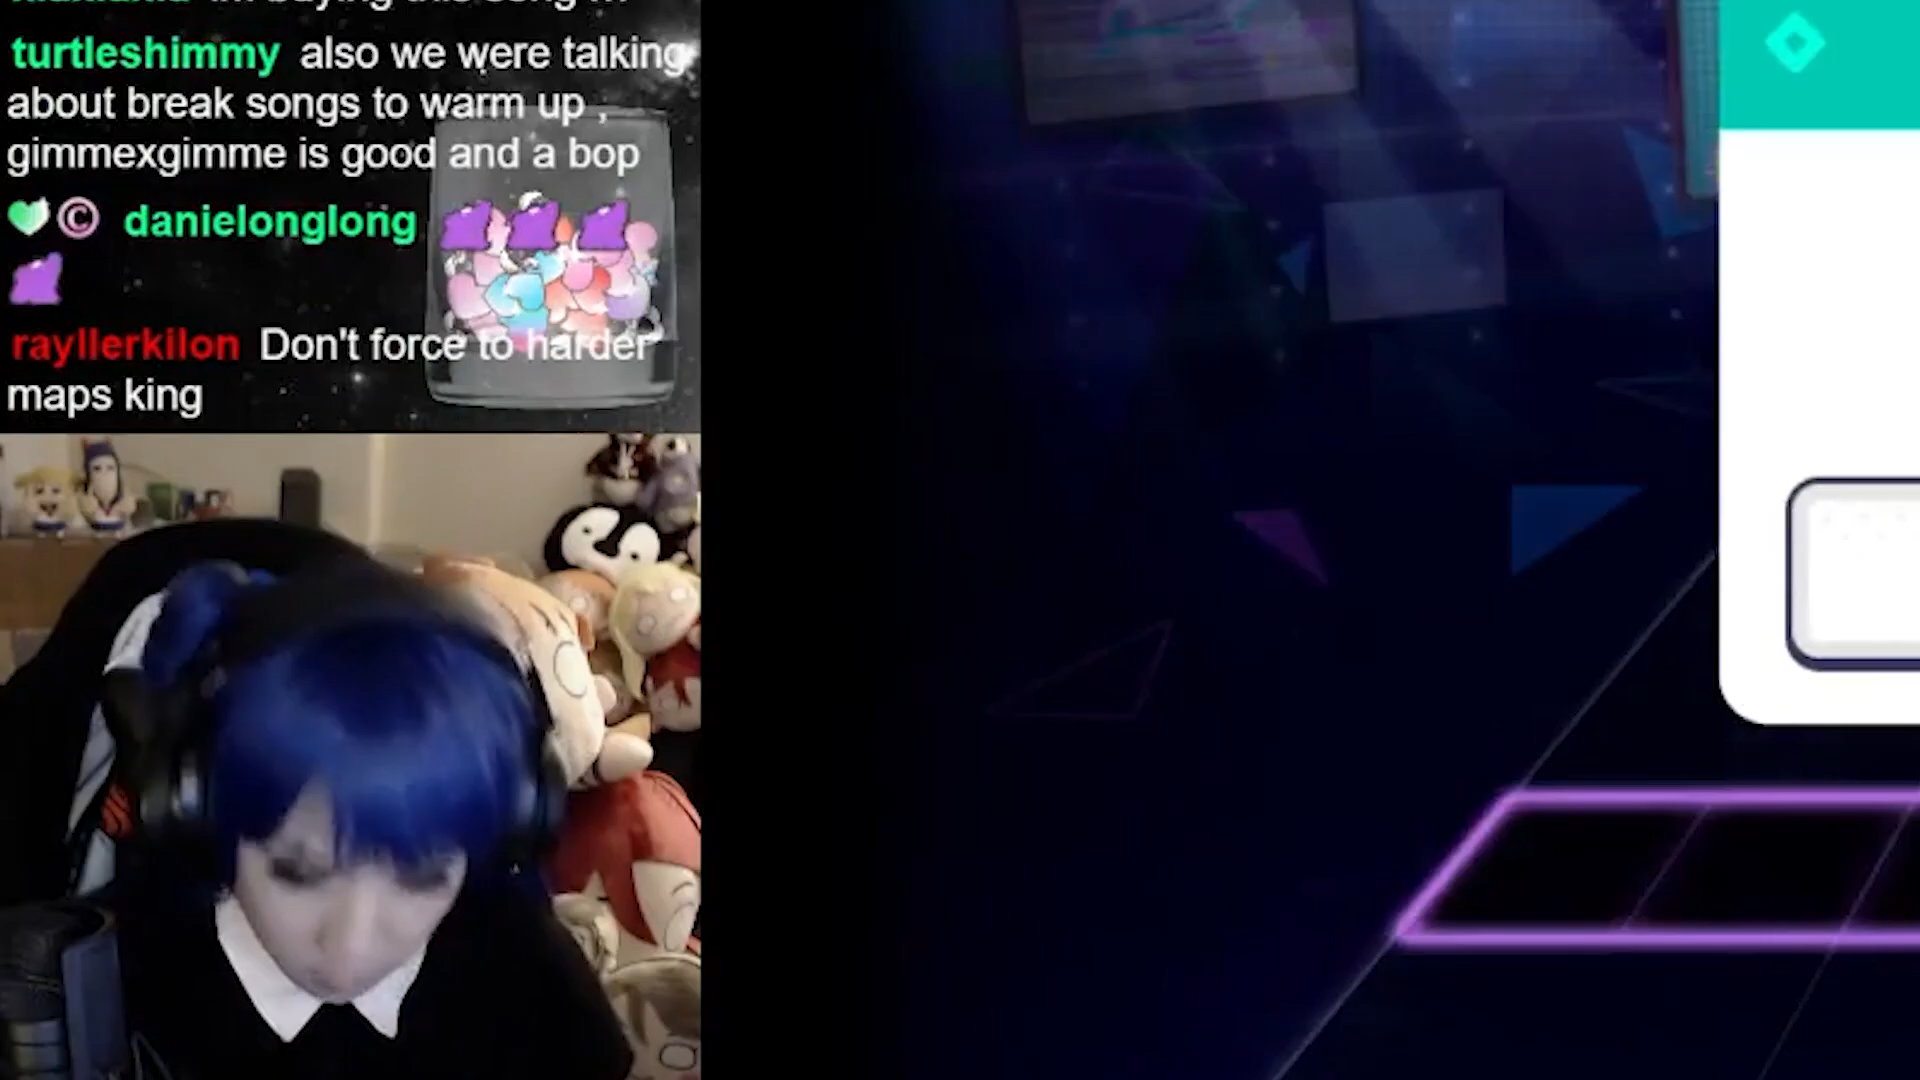 turtleshimmy also we were talking
about break songs to warm up ,
gimmexgimme is good and a bop
© danielonglong
rayllerkilon Don't force to harder
maps king